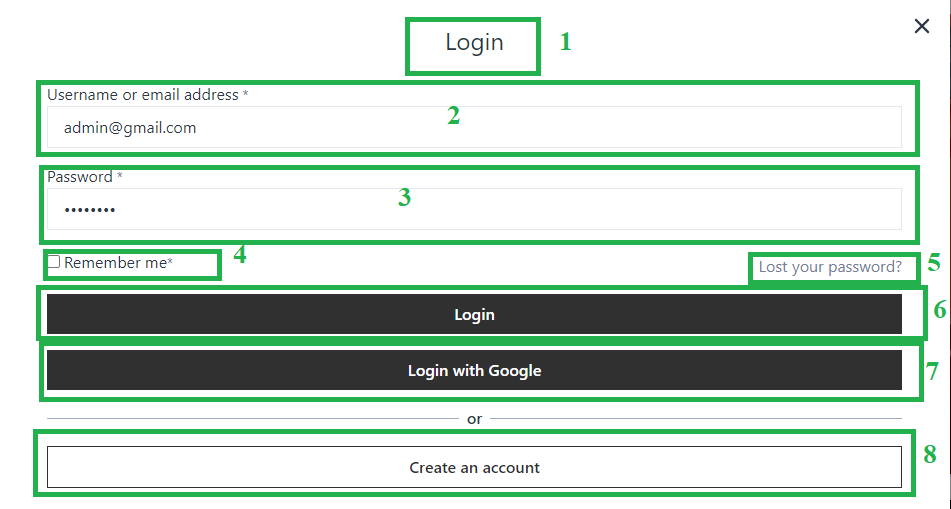 Login 1
Username or email address *
admin@gmail.com 2
Password *
•••••••• 3
Remember me* 4
Lost your password? 5
Login 6
Login with Google 7
or
Create an account 8